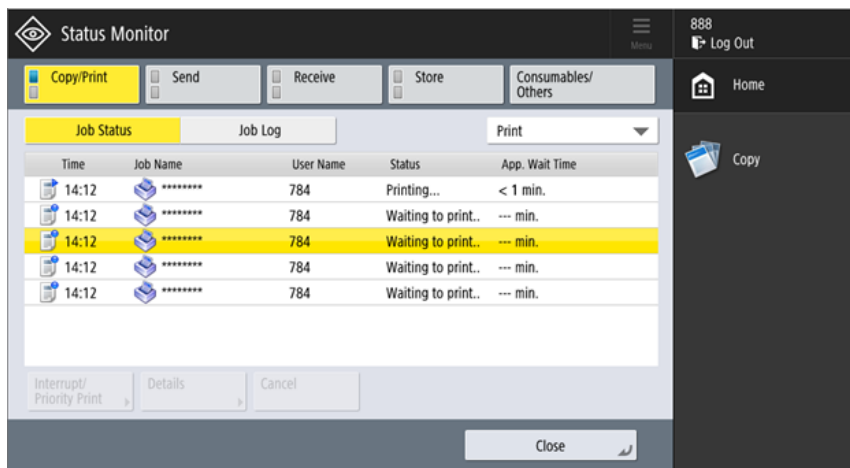 Status Monitor
Menu
888
Log Out
Copy/Print
Send
Receive
Store
Consumables/
Others
Home
Job Status
Job Log
Print
Copy
Time Job Name User Name Status App. Wait Time
14:12 ******** 784 Printing... < 1 min.
14:12 ******** 784 Waiting to print.. --- min.
14:12 ******** 784 Waiting to print.. --- min.
14:12 ******** 784 Waiting to print.. --- min.
14:12 ******** 784 Waiting to print.. --- min.
Interrupt/
Priority Print
Details
Cancel
Close